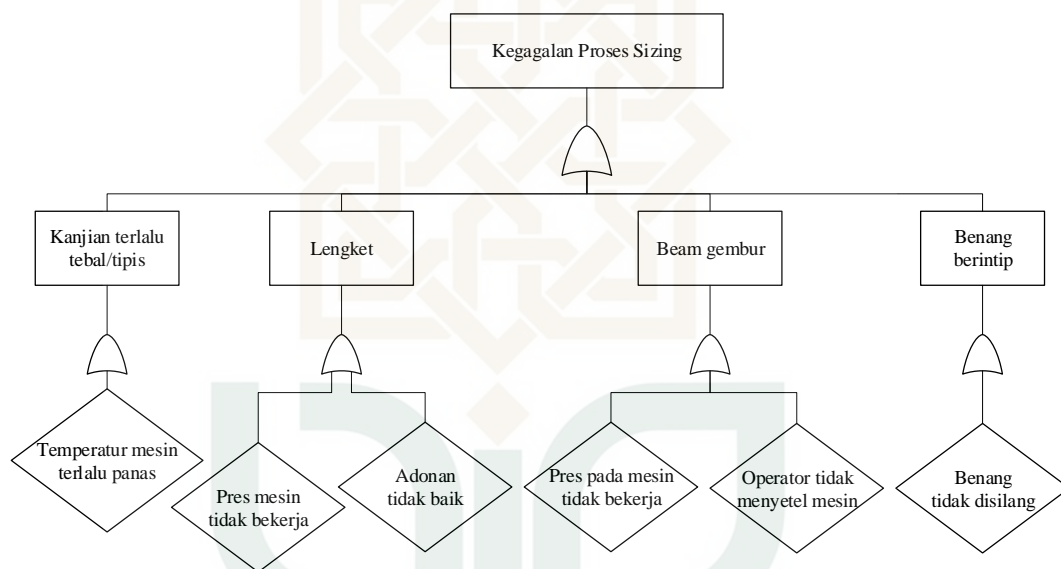 Kegagalan Proses Sizing
Kanjian terlalu
tebal/tipis
Lengket
Beam gembur
Benang
berintip
Temperatur mesin
terlalu panas
Pres mesin
tidak bekerja
Adonan
tidak baik
Pres pada mesin
tidak bekerja
Operator tidak
menyetel mesin
Benang
tidak disilang